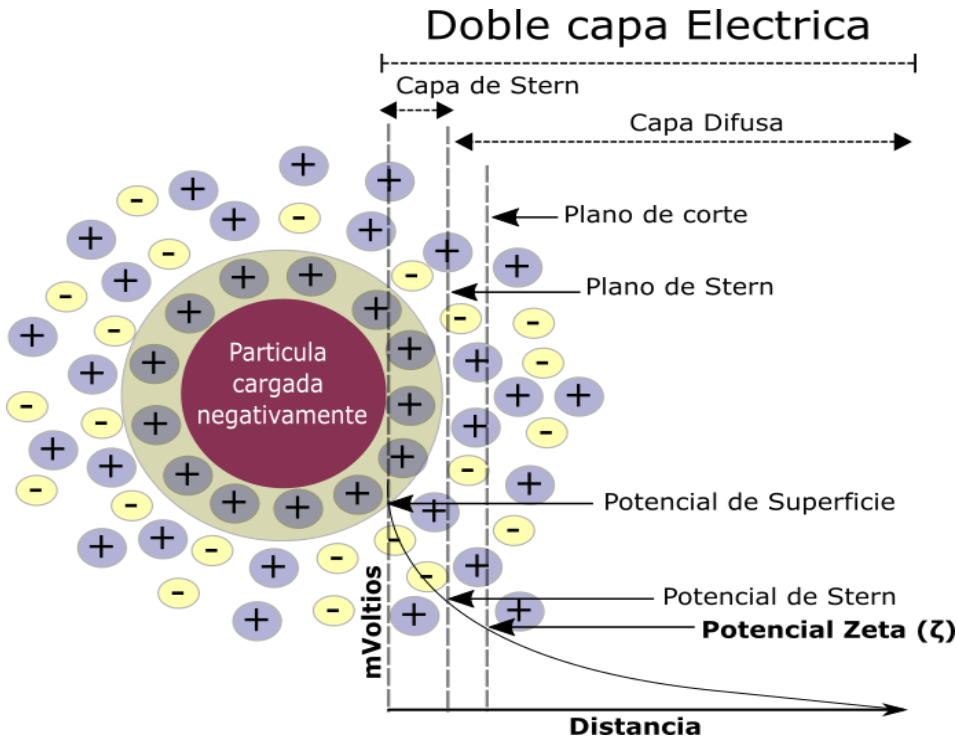 Doble capa Electrica
Capa de Stern
Capa Difusa
Plano de corte
Plano de Stern
Particula
cargada
negativamente
Potencial de Superficie
Potencial de Stern
Potencial Zeta (ζ)
mVoltios
Distancia